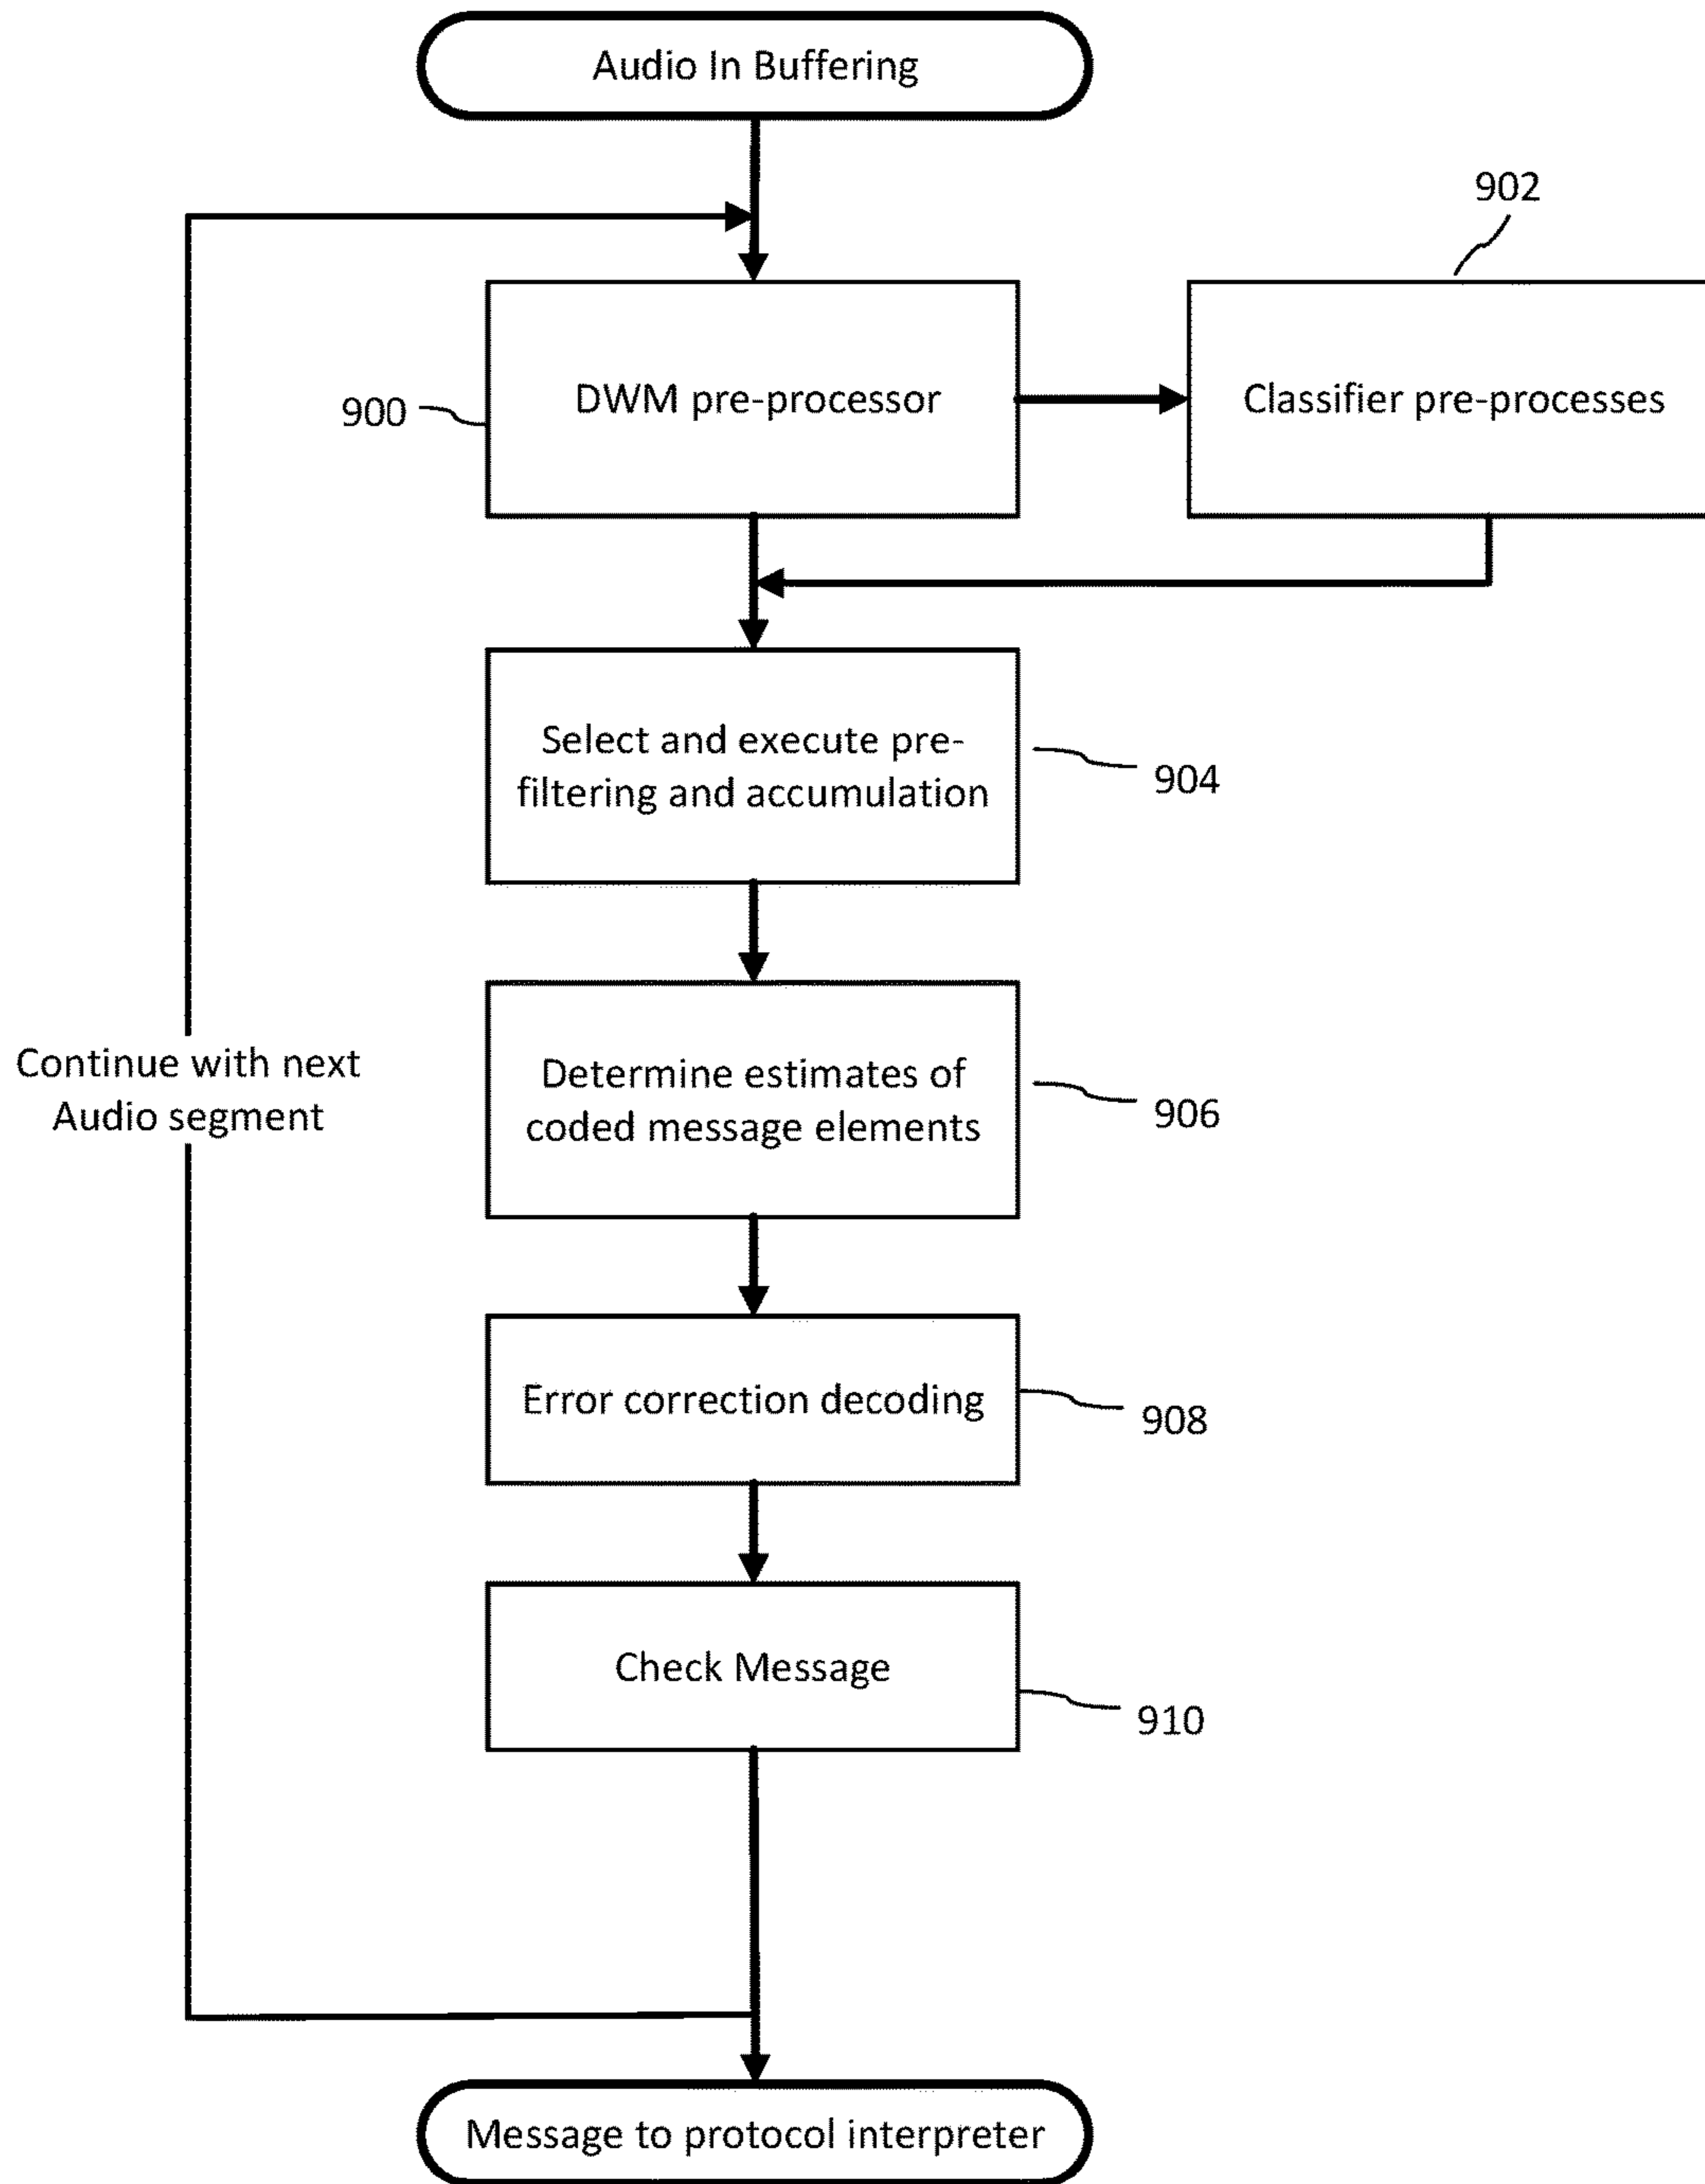 Audio In Buffering
902
DWM pre-processor
Classifier pre-processes
900
Select and execute pre-
filtering and accumulation
904
Continue with next
Audio segment
Determine estimates of
coded message elements
906
Error correction decoding
908
Check Message
910
Message to protocol interpreter